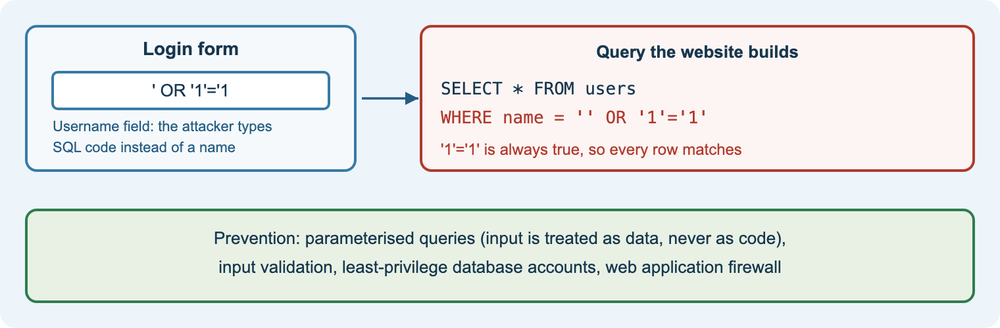 Login form
' OR '1'='1
Username field: the attacker types
SQL code instead of a name
Query the website builds
SELECT * FROM users
WHERE name = '' OR '1'='1'
'1'='1' is always true, so every row matches
Prevention: parameterised queries (input is treated as data, never as code),
input validation, least-privilege database accounts, web application firewall